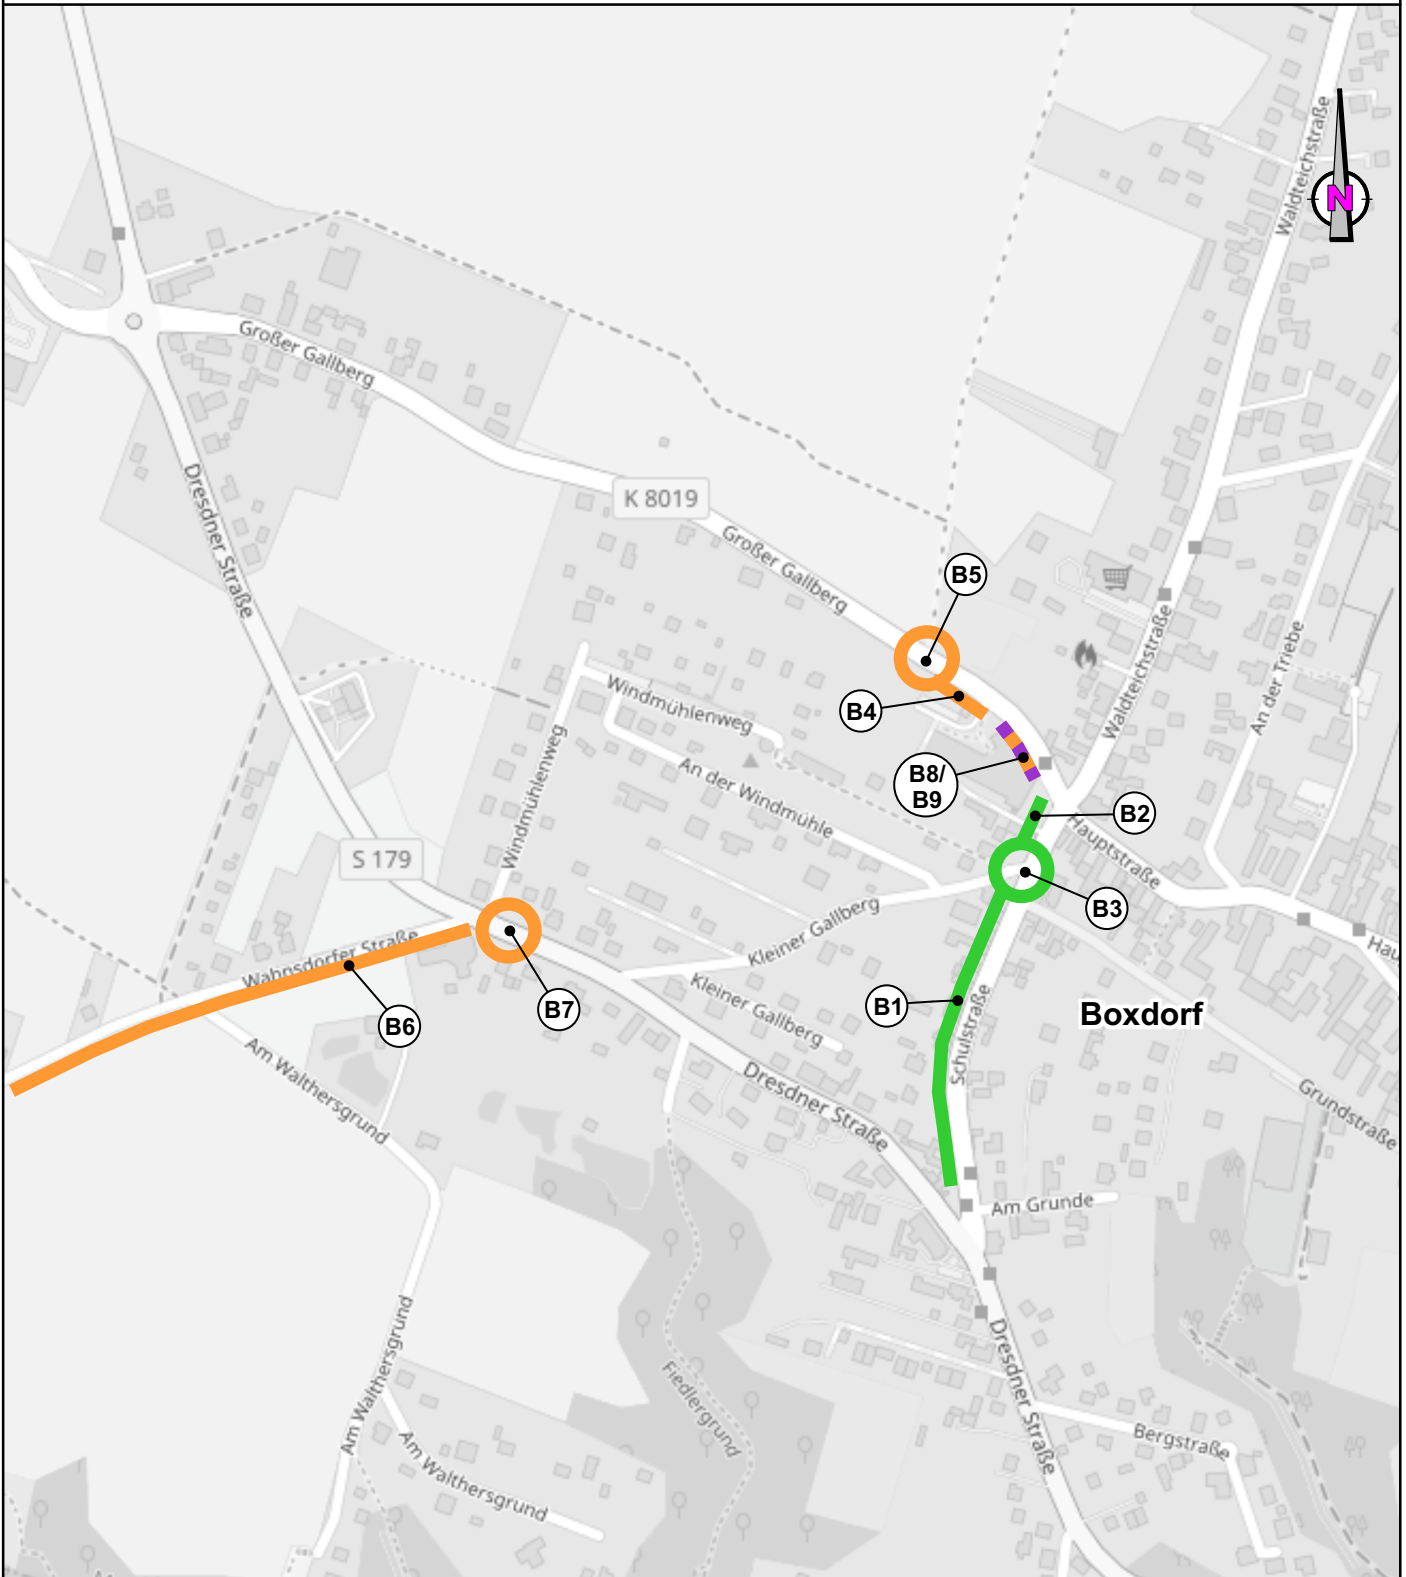 Waldteichstraße
N
Großer Gallberg
Dresdner Straße
K 8019
Großer Gallberg
B5
Waldteichstraße
An der Triebe
Windmühlenweg
B4
Windmühlenweg
An der Windmühle
B8/
B9
B2
Hauptstraße
S 179
B3
Kleiner Gallberg
Wahnsdorfer Straße
Hau
B7
B6
Kleiner Gallberg
B1
Schulstraße
Boxdorf
Am Walthersgrund
Dresdner Straße
Grundstraße
Am Grunde
Am Walthersgrund
Fiedlergrund
Dresdner Straße
Am Walthersgrund
Bergstraße